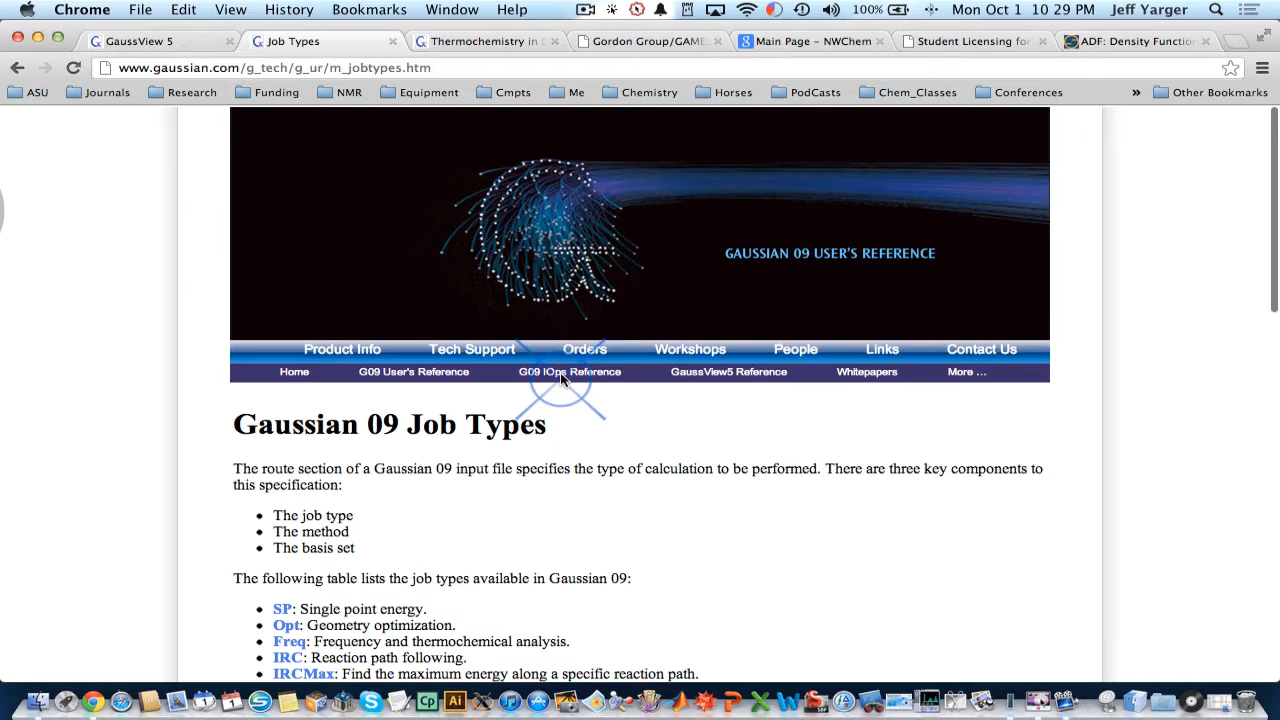 Chrome File Edit View History Bookmarks Window Help 100% Mon Oct 1 10:29 PM Jeff Yarger
GaussView 5 Job Types Thermochemistry in G Gordon Group/GAME Main Page - NWChem Student Licensing for ADF: Density Functio
www.gaussian.com/g_tech/g_ur/m_jobtypes.htm
ASU Journals Research Funding NMR Equipment Cmpts Me Chemistry Horses PodCasts Chem_Classes Conferences » Other Bookmarks
GAUSSIAN 09 USER'S REFERENCE
Product Info Tech Support Orders Workshops People Links Contact Us
Home G09 User's Reference G09 IOps Reference GaussView5 Reference Whitepapers More ...
Gaussian 09 Job Types
The route section of a Gaussian 09 input file specifies the type of calculation to be performed. There are three key components to
this specification:
• The job type
• The method
• The basis set
The following table lists the job types available in Gaussian 09:
• SP: Single point energy.
• Opt: Geometry optimization.
• Freq: Frequency and thermochemical analysis.
• IRC: Reaction path following.
• IRCMax: Find the maximum energy along a specific reaction path.